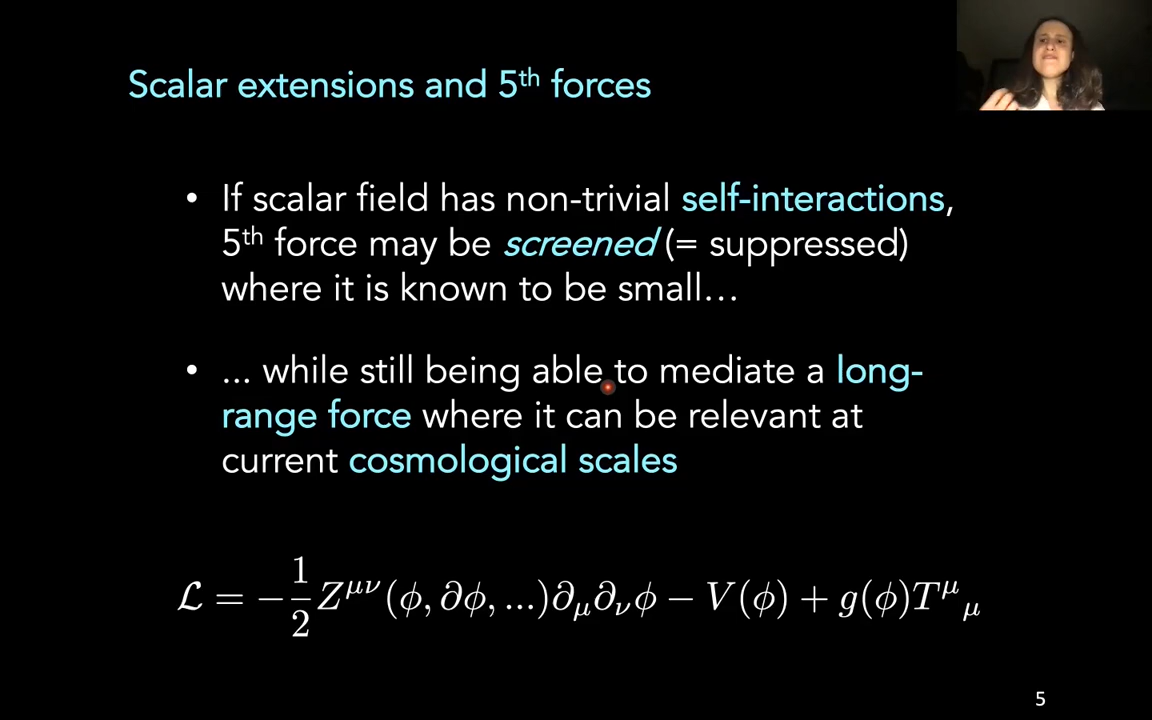 Scalar extensions and 5th forces
• If scalar field has non-trivial self-interactions,
5th force may be screened (= suppressed)
where it is known to be small…
• ... while still being able to mediate a long-
range force where it can be relevant at
current cosmological scales
ℒ = −½ Z^{μν}(ϕ, ∂ϕ, ...)∂_μ∂_νϕ − V(ϕ) + g(ϕ)T^μ_μ
5